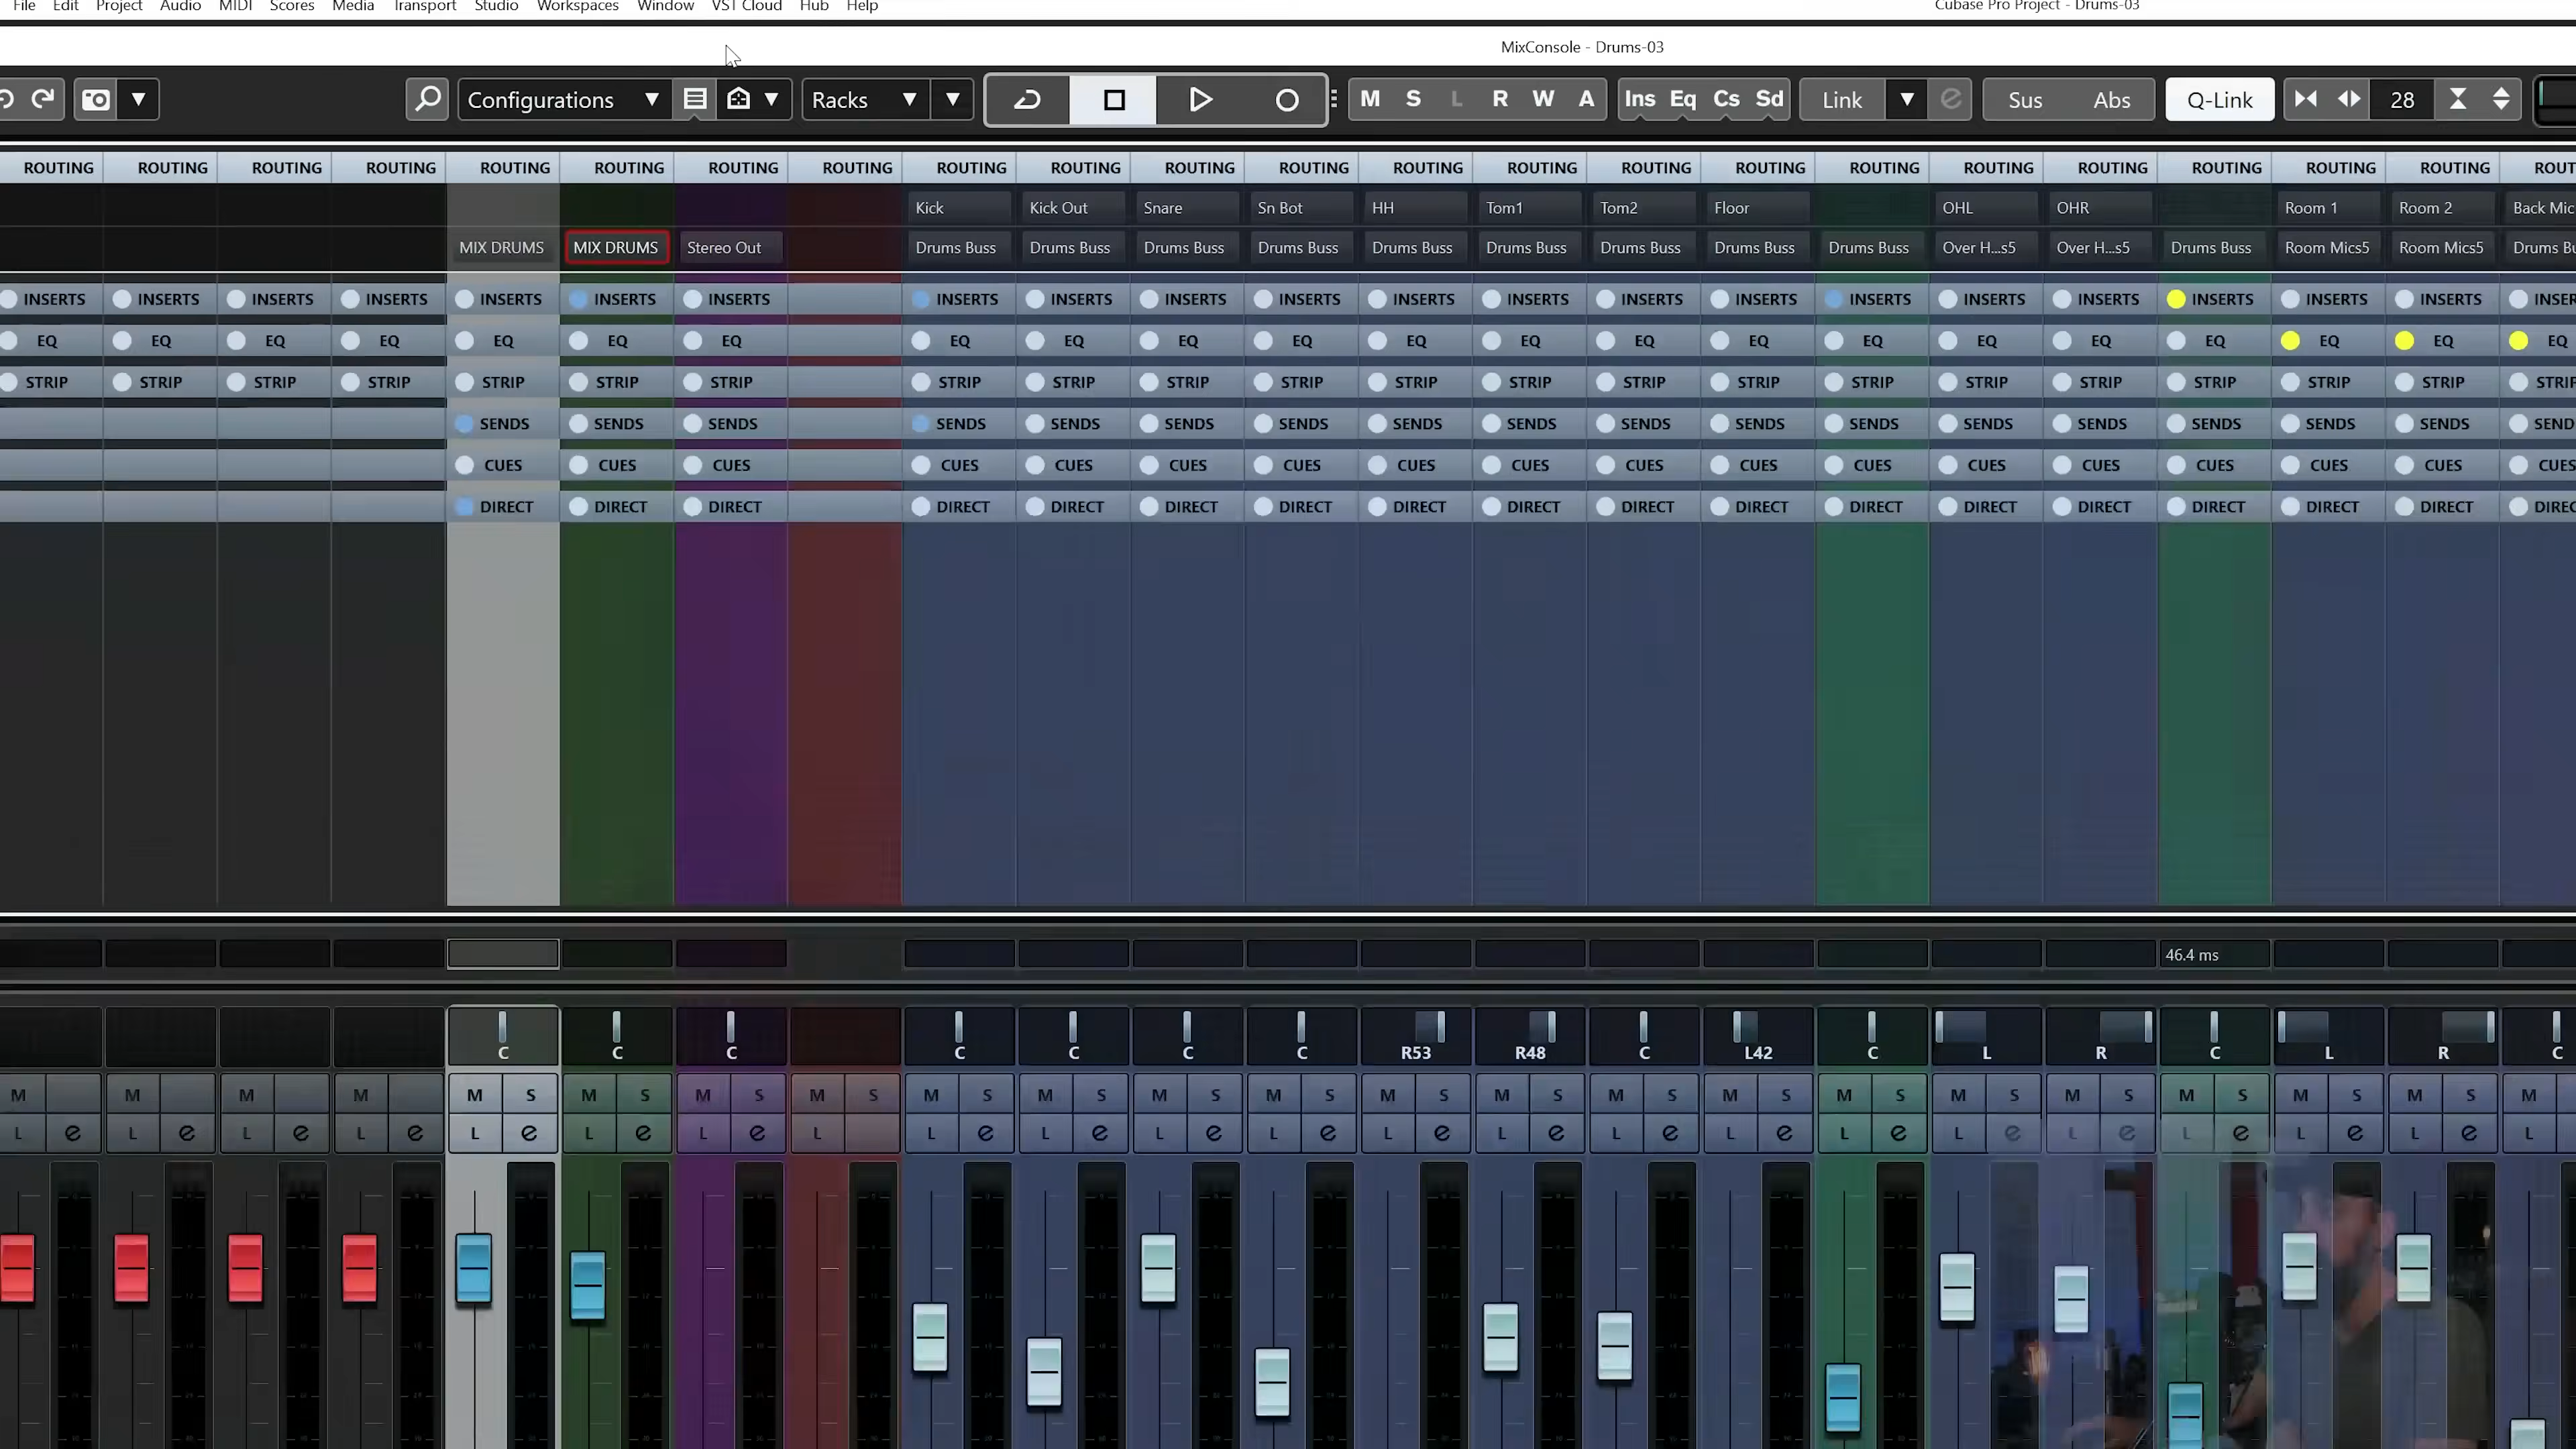 File Edit Project Audio MIDI Scores Media Transport Studio Workspaces Window VST Cloud Hub Help Cubase Pro Project - Drums-03
MixConsole - Drums-03
Configurations Racks M S L R W A Ins Eq Cs Sd Link e Sus Abs Q-Link 28
ROUTING ROUTING ROUTING ROUTING ROUTING ROUTING ROUTING ROUTING ROUTING ROUTING ROUTING ROUTING ROUTING ROUTING ROUTING ROUTING ROUTING ROUTING ROUTING ROUTING ROUTING ROUTING ROUT
Kick Kick Out Snare Sn Bot HH Tom1 Tom2 Floor OHL OHR Room 1 Room 2 Back Mic
MIX DRUMS MIX DRUMS Stereo Out Drums Buss Drums Buss Drums Buss Drums Buss Drums Buss Drums Buss Drums Buss Drums Buss Drums Buss Over H...s5 Over H...s5 Drums Buss Room Mics5 Room Mics5 Drums Bu
INSERTS INSERTS INSERTS INSERTS INSERTS INSERTS INSERTS INSERTS INSERTS INSERTS INSERTS INSERTS INSERTS INSERTS INSERTS INSERTS INSERTS INSERTS INSERTS INSERTS INSERTS INSER
EQ EQ EQ EQ EQ EQ EQ EQ EQ EQ EQ EQ EQ EQ EQ EQ EQ EQ EQ EQ EQ EQ
STRIP STRIP STRIP STRIP STRIP STRIP STRIP STRIP STRIP STRIP STRIP STRIP STRIP STRIP STRIP STRIP STRIP STRIP STRIP STRIP STRIP STRIP
SENDS SENDS SENDS SENDS SENDS SENDS SENDS SENDS SENDS SENDS SENDS SENDS SENDS SENDS SENDS SENDS SENDS SEND
CUES CUES CUES CUES CUES CUES CUES CUES CUES CUES CUES CUES CUES CUES CUES CUES CUES CUES
DIRECT DIRECT DIRECT DIRECT DIRECT DIRECT DIRECT DIRECT DIRECT DIRECT DIRECT DIRECT DIRECT DIRECT DIRECT DIRECT DIRECT DIREC
46.4 ms
C C C C C C C R53 R48 C L42 C L R C L R C
M M M M M S M S M S M S M S M S M S M S M S M S M S M S M S M S M S M S M S M S M
L e L e L e L e L e L e L e L L e L e L e L e L e L e L e L e L e L e L e L e L e L e L